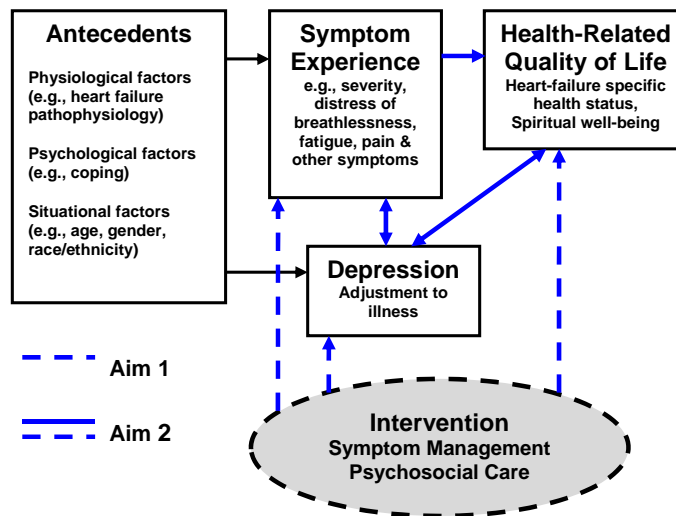 Antecedents
Physiological factors
(e.g., heart failure
pathophysiology)
Psychological factors
(e.g., coping)
Situational factors
(e.g., age, gender,
race/ethnicity)
Symptom
Experience
e.g., severity,
distress of
breathlessness,
fatigue, pain &
other symptoms
Health-Related
Quality of Life
Heart-failure specific
health status,
Spiritual well-being
Depression
Adjustment to
illness
Aim 1
Aim 2
Intervention
Symptom Management
Psychosocial Care